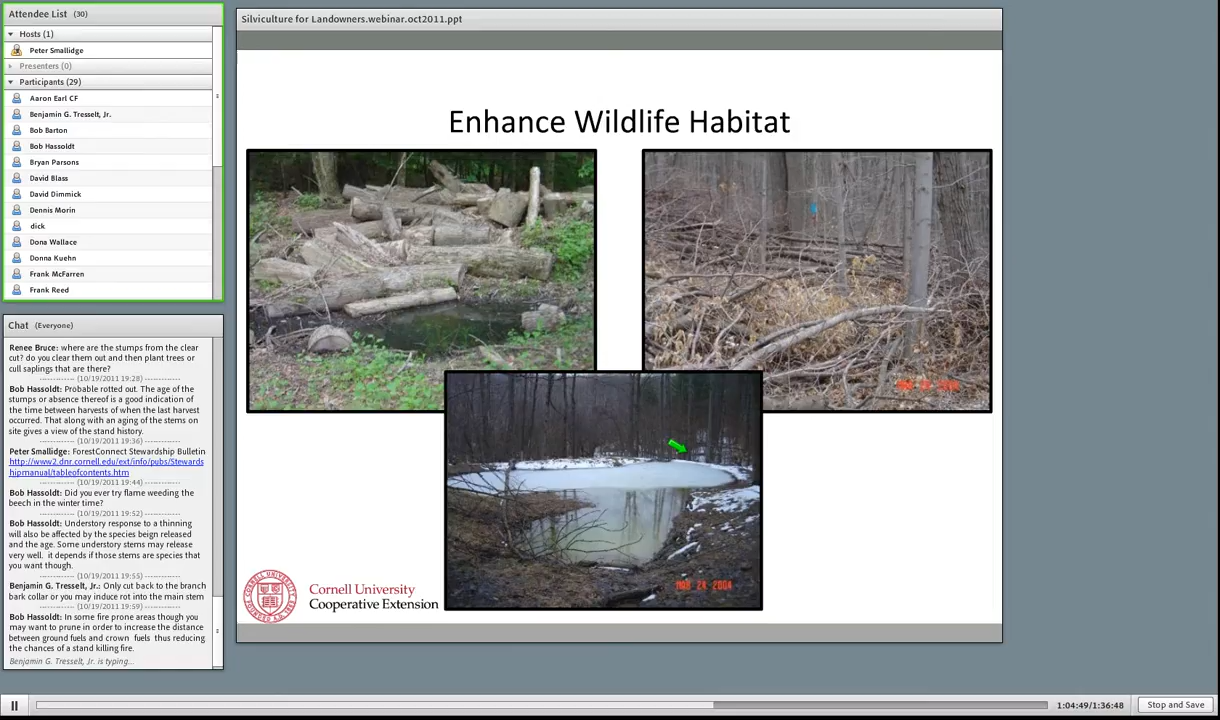 Attendee List (30)
Hosts (1)
Peter Smallidge
Presenters (0)
Participants (29)
Aaron Earl CF
Benjamin G. Tresselt, Jr.
Bob Barton
Bob Hassoldt
Bryan Parsons
David Blass
David Dimmick
Dennis Morin
dick
Dona Wallace
Donna Kuehn
Frank McFarren
Frank Reed
Chat (Everyone)
Renee Bruce: where are the stumps from the clear
cut? do you clear them out and then plant trees or
cull saplings that are there?
------------- (10/19/2011 19:28) -------------
Bob Hassoldt: Probable rotted out. The age of the
stumps or absence thereof is a good indication of
the time between harvests of when the last harvest
occurred. That along with an aging of the stems on
site gives a view of the stand history.
------------- (10/19/2011 19:36) -------------
Peter Smallidge: ForestConnect Stewardship Bulletin
http://www2.dnr.cornell.edu/ext/info/pubs/Stewards
hipmanual/tableofcontents.htm
------------- (10/19/2011 19:44) -------------
Bob Hassoldt: Did you ever try flame weeding the
beech in the winter time?
------------- (10/19/2011 19:52) -------------
Bob Hassoldt: Understory response to a thinning
will also be affected by the species beign released
and the age. Some understory stems may release
very well. it depends if those stems are species that
you want though.
------------- (10/19/2011 19:55) -------------
Benjamin G. Tresselt, Jr.: Only cut back to the branch
bark collar or you may induce rot into the main stem
------------- (10/19/2011 19:59) -------------
Bob Hassoldt: In some fire prone areas though you
may want to prune in order to increase the distance
between ground fuels and crown fuels thus reducing
the chances of a stand killing fire.
Benjamin G. Tresselt, Jr. is typing...
Silviculture for Landowners.webinar.oct2011.ppt
Enhance Wildlife Habitat
MAR 24 2004
Cornell University
Cooperative Extension
1:04:49/1:36:48
Stop and Save